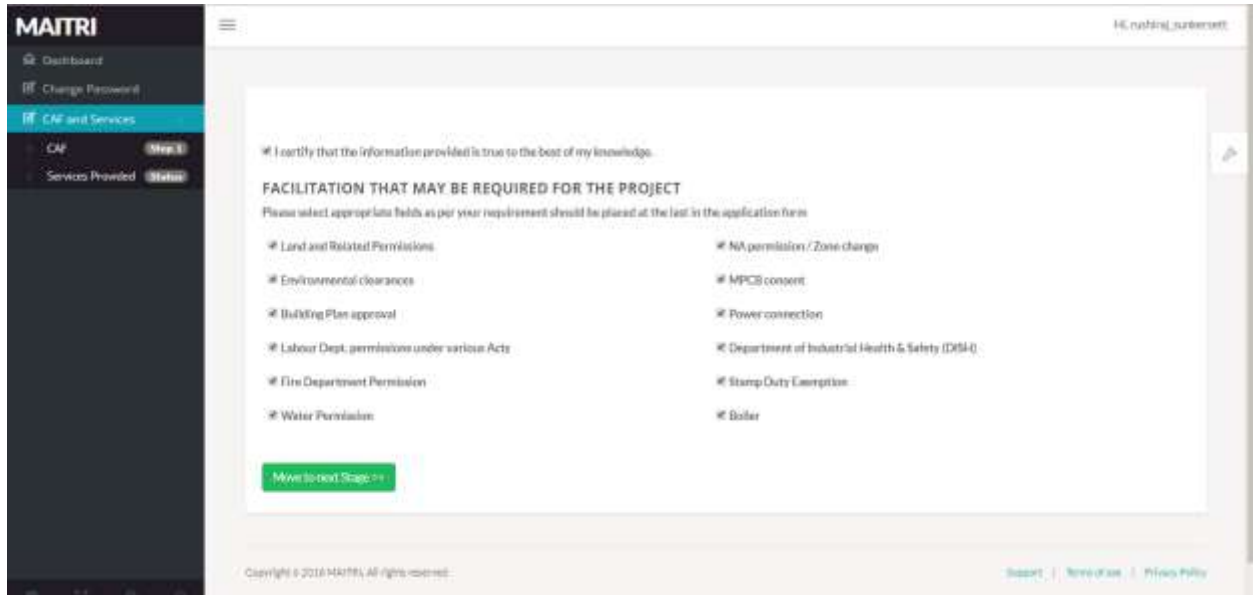 MAITRI
Hi, rushiraj_sunkersett
Dashboard
Change Password
CAF and Services
CAF Step 1
Services Provided Status
I certify that the information provided is true to the best of my knowledge.
FACILITATION THAT MAY BE REQUIRED FOR THE PROJECT
Please select appropriate fields as per your requirement should be placed at the last in the application form
Land and Related Permissions
NA permission / Zone change
Environmental clearances
MPCB consent
Building Plan approval
Power connection
Labour Dept. permissions under various Acts
Department of Industrial Health & Safety (DISH)
Fire Department Permission
Stamp Duty Exemption
Water Permission
Boiler
Move to next Stage >>
Copyright © 2016 MAITRI, All rights reserved
Support | Terms of use | Privacy Policy